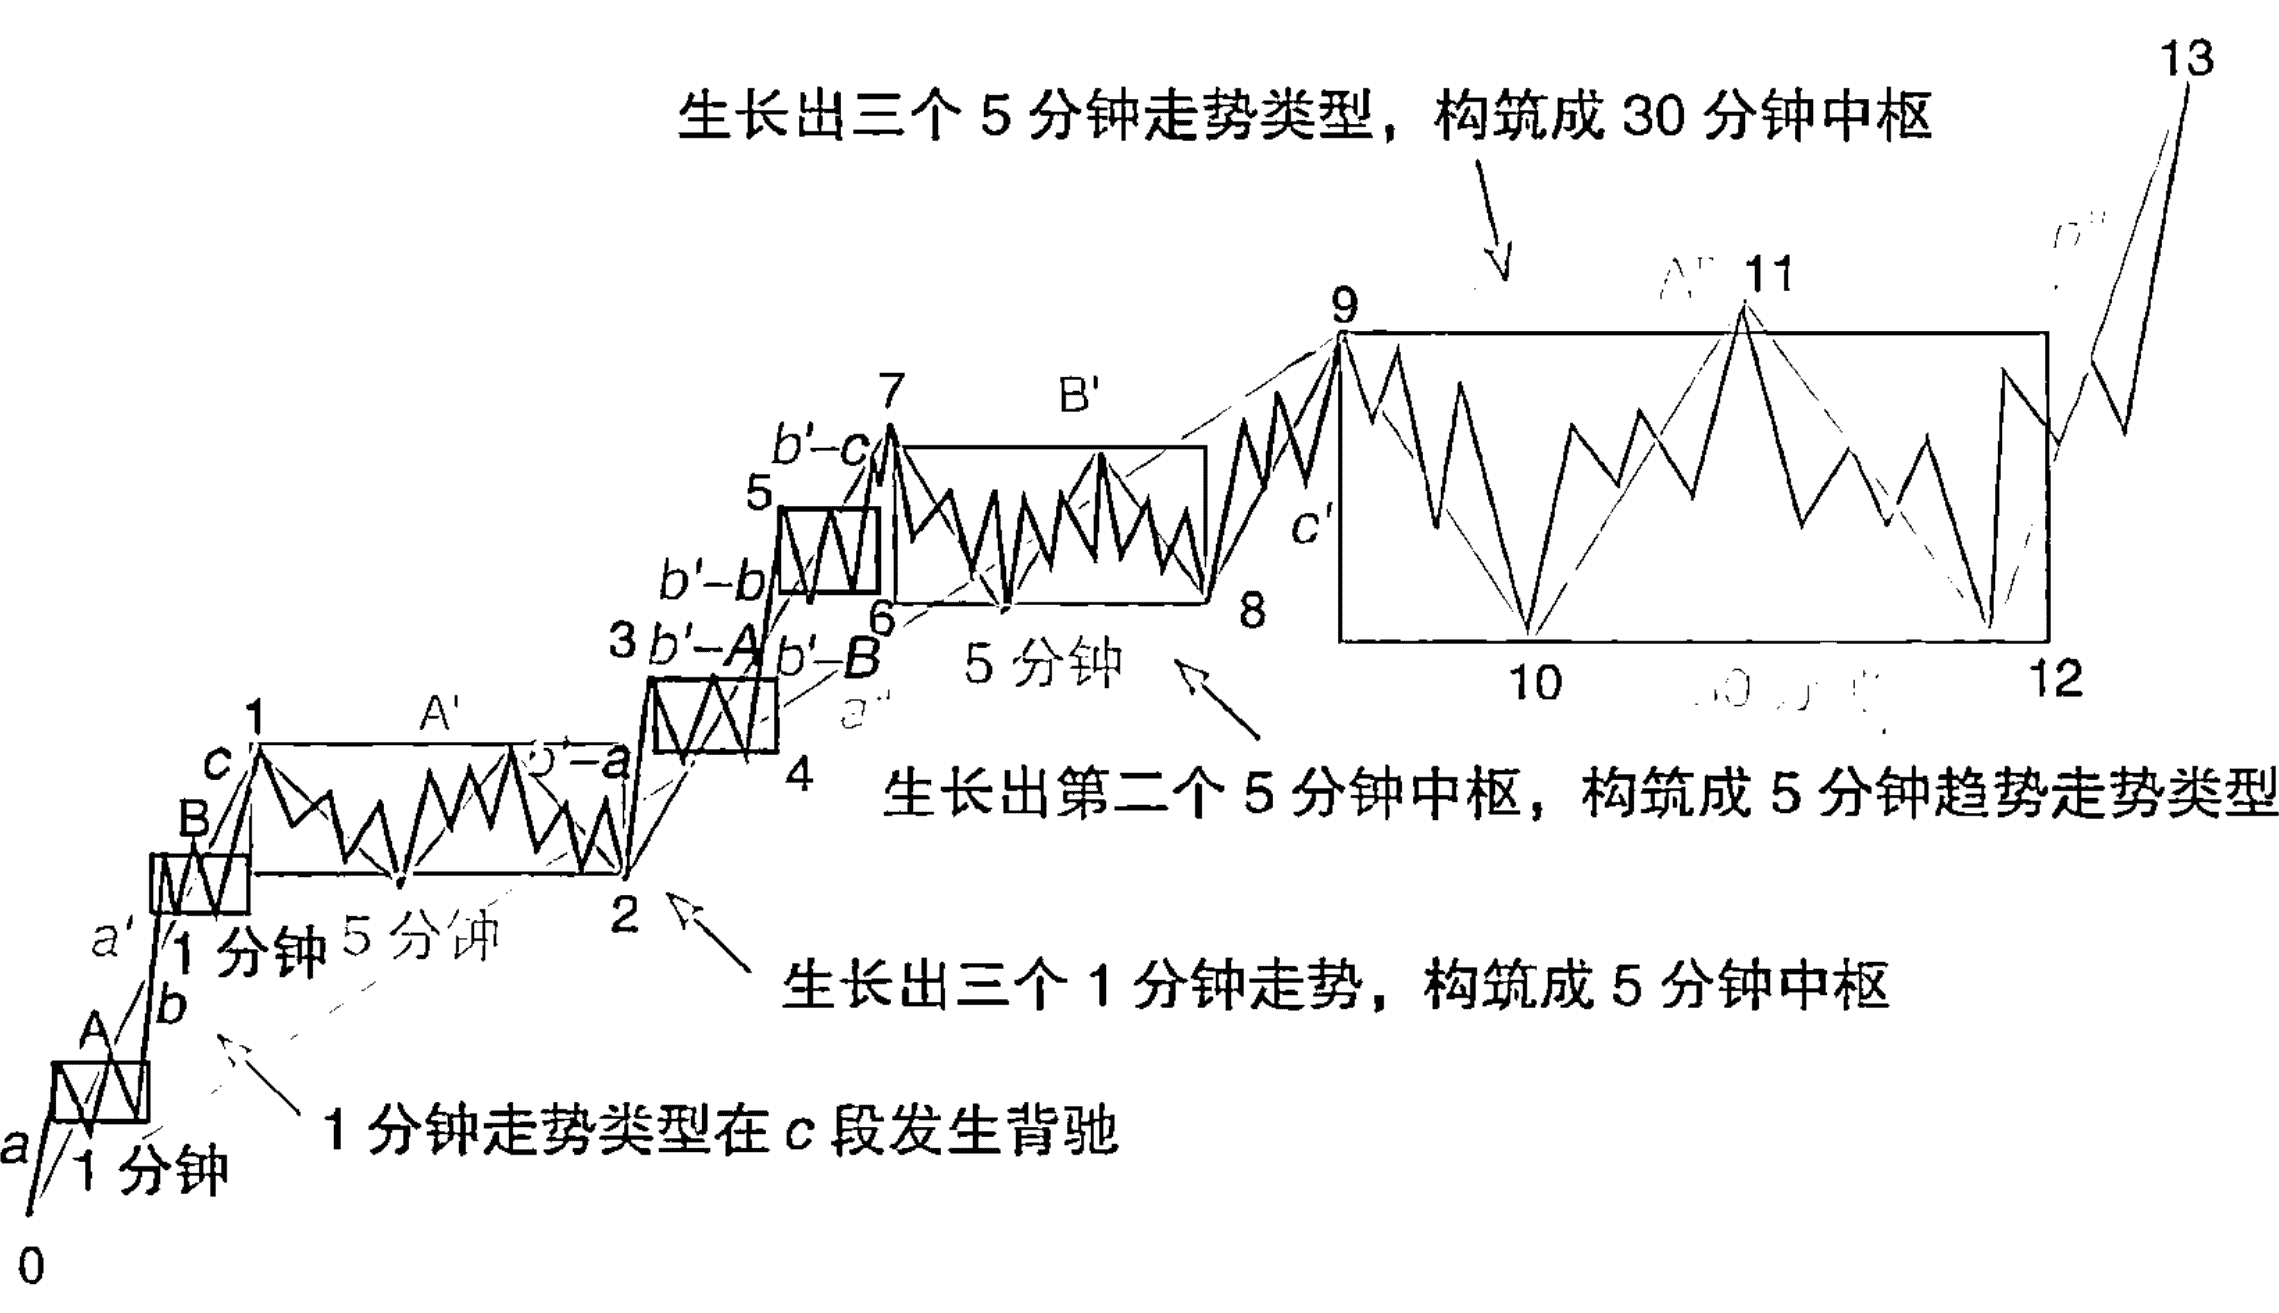 13
生长出三个 5 分钟走势类型，构筑成 30 分钟中枢
A" 11
9
7
B'
b'–c
5
c'
b'–b
6
8
3 b'–A b'–B
5 分钟
10
12
a"
1
A'
c
b'–a
4
生长出第二个 5 分钟中枢，构筑成 5 分钟趋势走势类型
B
2
a'
1 分钟 5 分钟
生长出三个 1 分钟走势，构筑成 5 分钟中枢
b
A
1 分钟走势类型在 c 段发生背驰
a
1 分钟
0